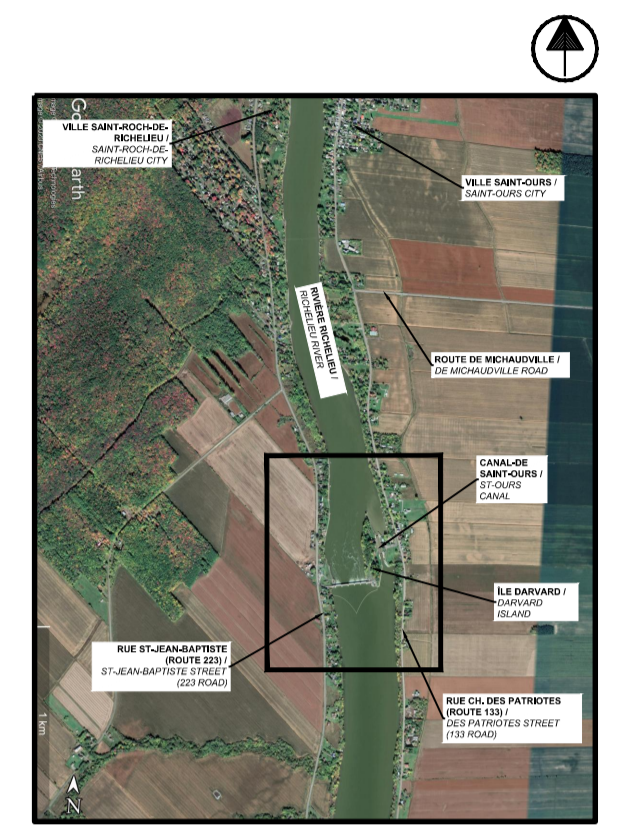 VILLE SAINT-ROCH-DE-
RICHELIEU /
SAINT-ROCH-DE-
RICHELIEU CITY
VILLE SAINT-OURS /
SAINT-OURS CITY
RIVIÈRE RICHELIEU /
RICHELIEU RIVER
ROUTE DE MICHAUDVILLE /
DE MICHAUDVILLE ROAD
CANAL-DE
SAINT-OURS /
ST-OURS
CANAL
ÎLE DARVARD /
DARVARD
ISLAND
RUE ST-JEAN-BAPTISTE
(ROUTE 223) /
ST-JEAN-BAPTISTE STREET
(223 ROAD)
RUE CH. DES PATRIOTES
(ROUTE 133) /
DES PATRIOTES STREET
(133 ROAD)
1 km
N